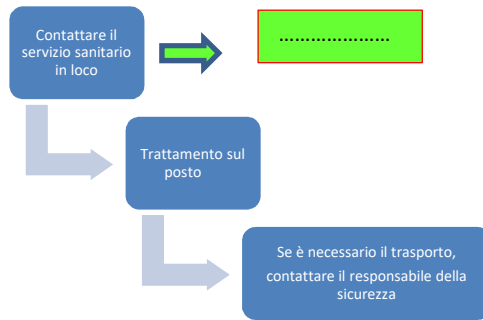 Contattare il
servizio sanitario
in loco
…………………
Trattamento sul
posto
Se è necessario il trasporto,
contattare il responsabile della
sicurezza